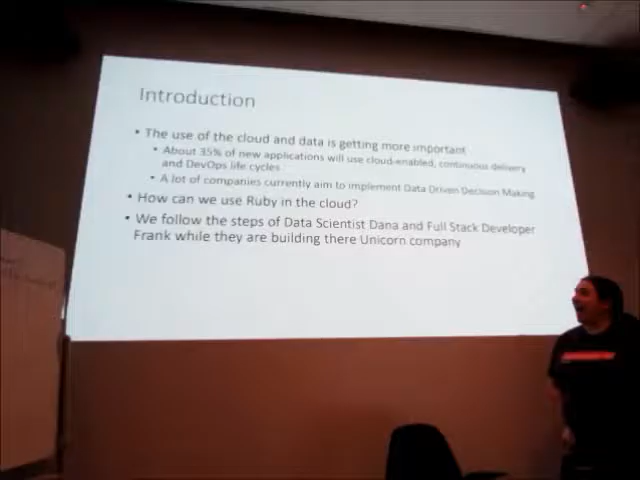 Introduction
• The use of the cloud and data is getting more important
• About 35% of new applications will use cloud-enabled, continuous delivery
and DevOps life cycles
• A lot of companies currently aim to implement Data Driven Decision Making
• How can we use Ruby in the cloud?
• We follow the steps of Data Scientist Dana and Full Stack Developer
Frank while they are building there Unicorn company